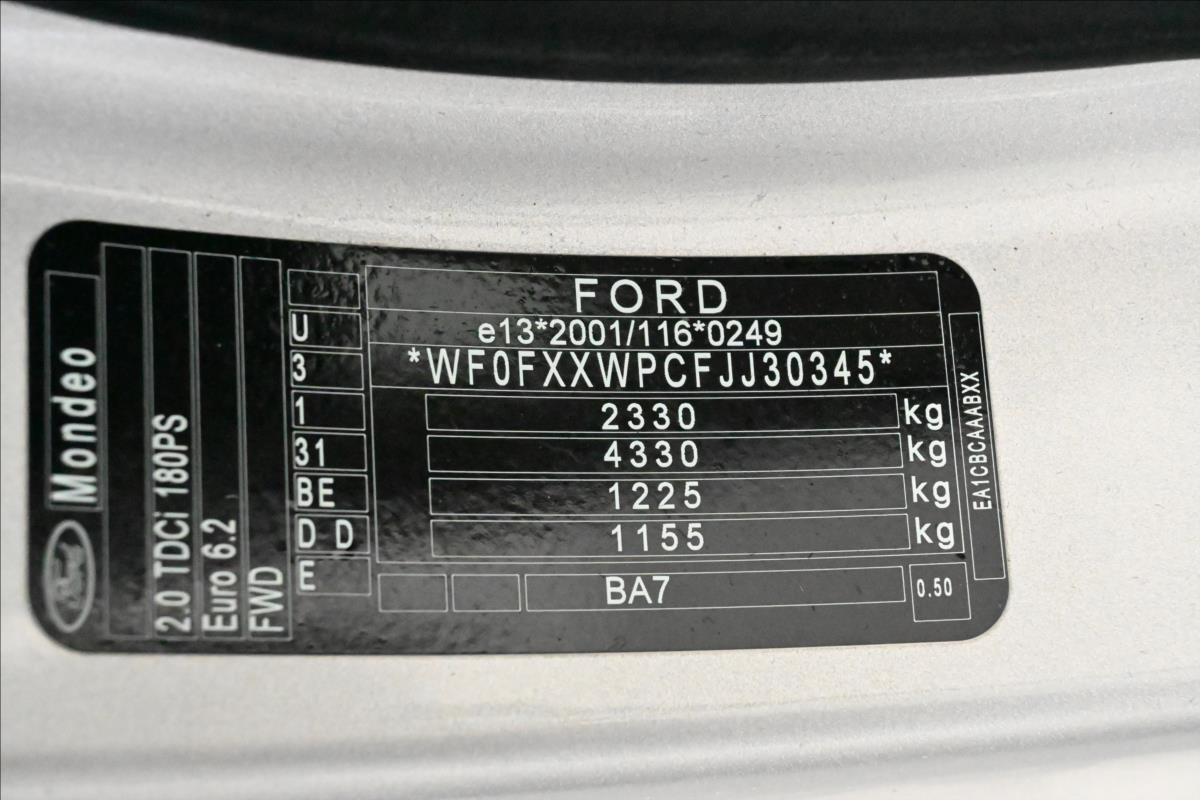 Ford
Mondeo
2.0 TDCi 180PS
Euro 6.2
FWD
U
3
1
31
BE
D D
E
FORD
e13*2001/116*0249
*WF0FXXWPCFJJ30345*
2330 kg
4330 kg
1225 kg
1155 kg
BA7
0.50
EA1CBCAAABXX